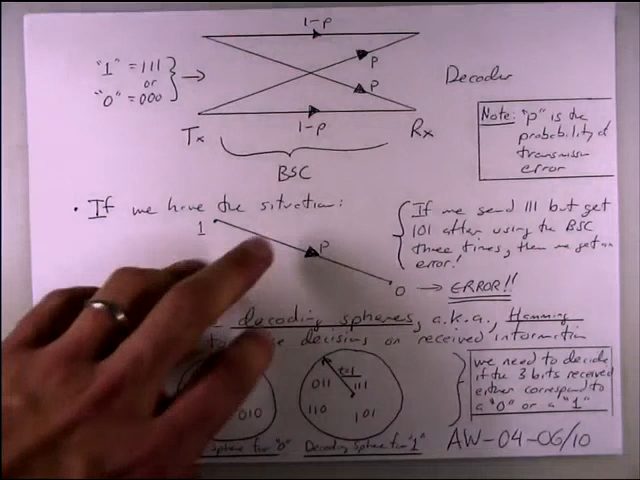 1-p
"1" = 111
or
"0" = 000
p
p
Decoder
1-p
Tx
Rx
BSC
Note: "p" is the
probability of
transmission
error
• If we have the situation:
1
p
0 → ERROR!!
If we send 111 but get
101 after using the BSC
three times, then we get an
error!
decoding spheres, a.k.a., Hamming
decisions on received information
010
t=1
011
111
110
101
sphere for "0"
Decoding Sphere for "1"
we need to decide
if the 3 bits received
either correspond to
a "0" or a "1"
AW-04-06/10